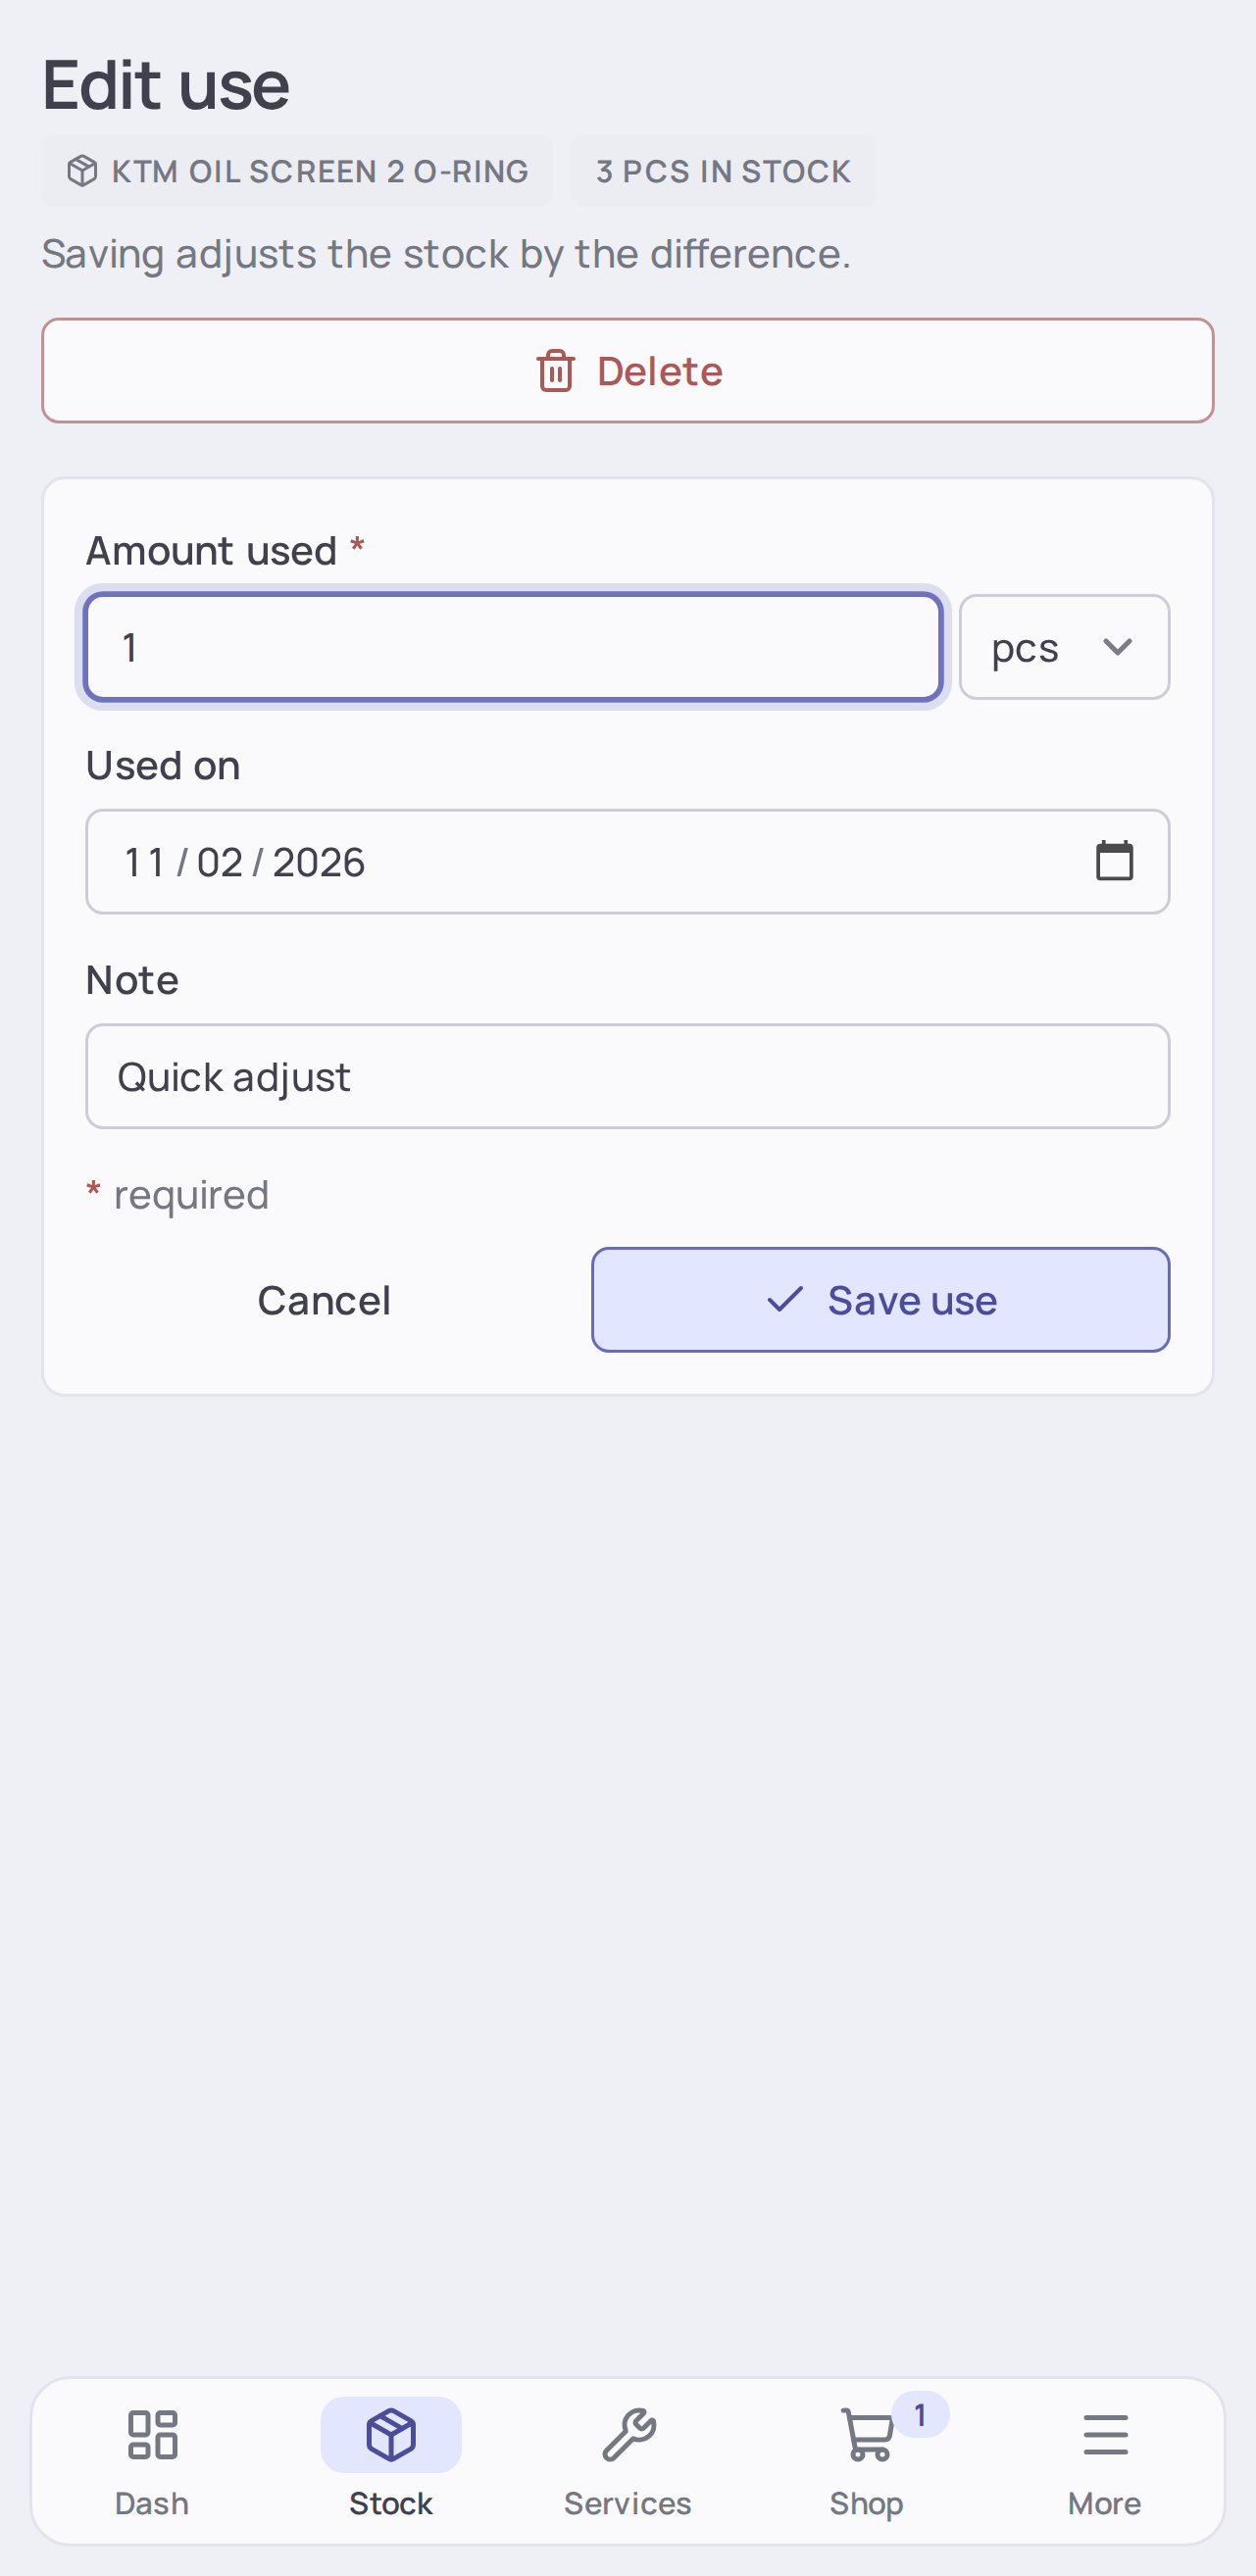 Edit use
KTM OIL SCREEN 2 O-RING 3 PCS IN STOCK
Saving adjusts the stock by the difference.
Delete
Amount used *
1 pcs
Used on
11/02/2026
Note
Quick adjust
* required
Cancel Save use
1
Dash Stock Services Shop More